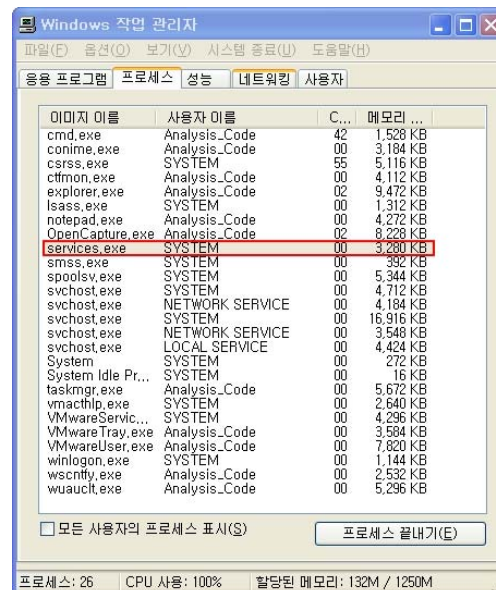 Windows 작업 관리자
파일(F) 옵션(O) 보기(V) 시스템 종료(U) 도움말(H)
응용 프로그램 프로세스 성능 네트워킹 사용자
이미지 이름 사용자 이름 C... 메모리 ...
cmd,exe Analysis_Code 42 1,528 KB
conime,exe Analysis_Code 00 3,184 KB
csrss,exe SYSTEM 55 5,116 KB
ctfmon,exe Analysis_Code 00 4,112 KB
explorer,exe Analysis_Code 02 9,472 KB
lsass,exe SYSTEM 00 1,312 KB
notepad,exe Analysis_Code 00 4,272 KB
OpenCapture,exe Analysis_Code 02 8,228 KB
services,exe SYSTEM 00 3,280 KB
smss,exe SYSTEM 00 392 KB
spoolsv,exe SYSTEM 00 5,344 KB
svchost,exe SYSTEM 00 4,712 KB
svchost,exe NETWORK SERVICE 00 4,184 KB
svchost,exe SYSTEM 00 16,916 KB
svchost,exe NETWORK SERVICE 00 3,548 KB
svchost,exe LOCAL SERVICE 00 4,424 KB
System SYSTEM 00 272 KB
System Idle Pr... SYSTEM 00 16 KB
taskmgr,exe Analysis_Code 00 5,672 KB
vmacthlp,exe SYSTEM 00 2,640 KB
VMwareServic... SYSTEM 00 4,296 KB
VMwareTray,exe Analysis_Code 00 3,584 KB
VMwareUser,exe Analysis_Code 00 7,820 KB
winlogon,exe SYSTEM 00 1,144 KB
wscntfy,exe Analysis_Code 00 2,532 KB
wuauclt,exe Analysis_Code 00 5,296 KB
모든 사용자의 프로세스 표시(S) 프로세스 끝내기(E)
프로세스: 26 CPU 사용: 100% 할당된 메모리: 132M / 1250M